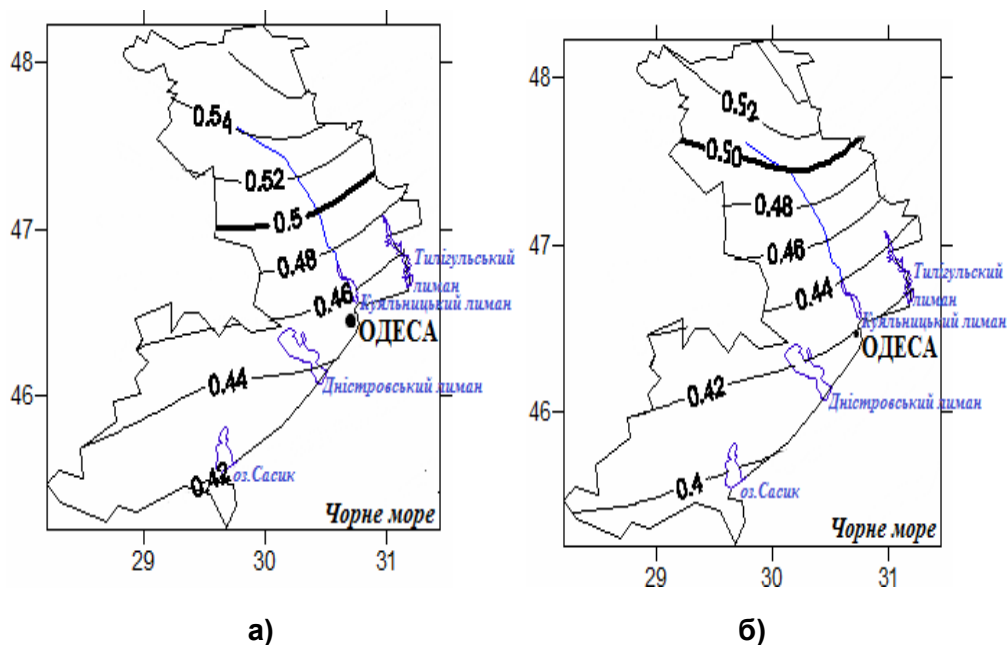 48
0.54
0.52
0.5
47
0.48
Тилігульський
лиман
0.46
Куяльницький лиман
ОДЕСА
46
0.44
Дністровський лиман
0.42
оз.Сасик
Чорне море
29
30
31
а)
48
0.52
0.50
0.48
47
0.46
Тилігульский
лиман
0.44
Куяльницький лиман
ОДЕСА
46
0.42
Дністровський лиман
0.4
оз.Сасик
Чорне море
29
30
31
б)